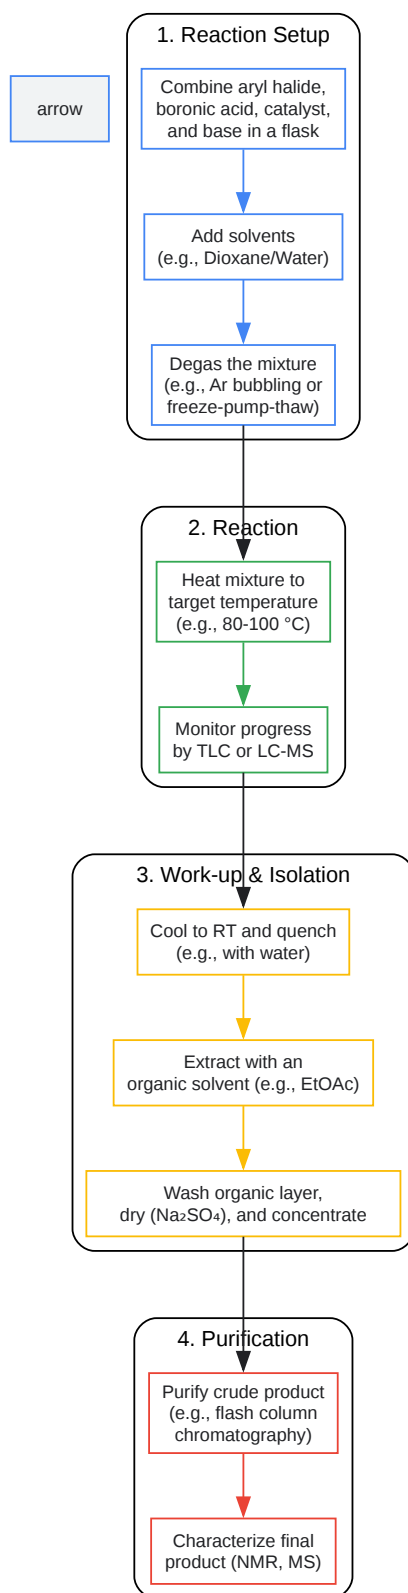 1. Reaction Setup
arrow
Combine aryl halide,
boronic acid, catalyst,
and base in a flask
Add solvents
(e.g., Dioxane/Water)
Degas the mixture
(e.g., Ar bubbling or
freeze-pump-thaw)
2. Reaction
Heat mixture to
target temperature
(e.g., 80-100 °C)
Monitor progress
by TLC or LC-MS
3. Work-up & Isolation
Cool to RT and quench
(e.g., with water)
Extract with an
organic solvent (e.g., EtOAc)
Wash organic layer,
dry (Na₂SO₄), and concentrate
4. Purification
Purify crude product
(e.g., flash column
chromatography)
Characterize final
product (NMR, MS)